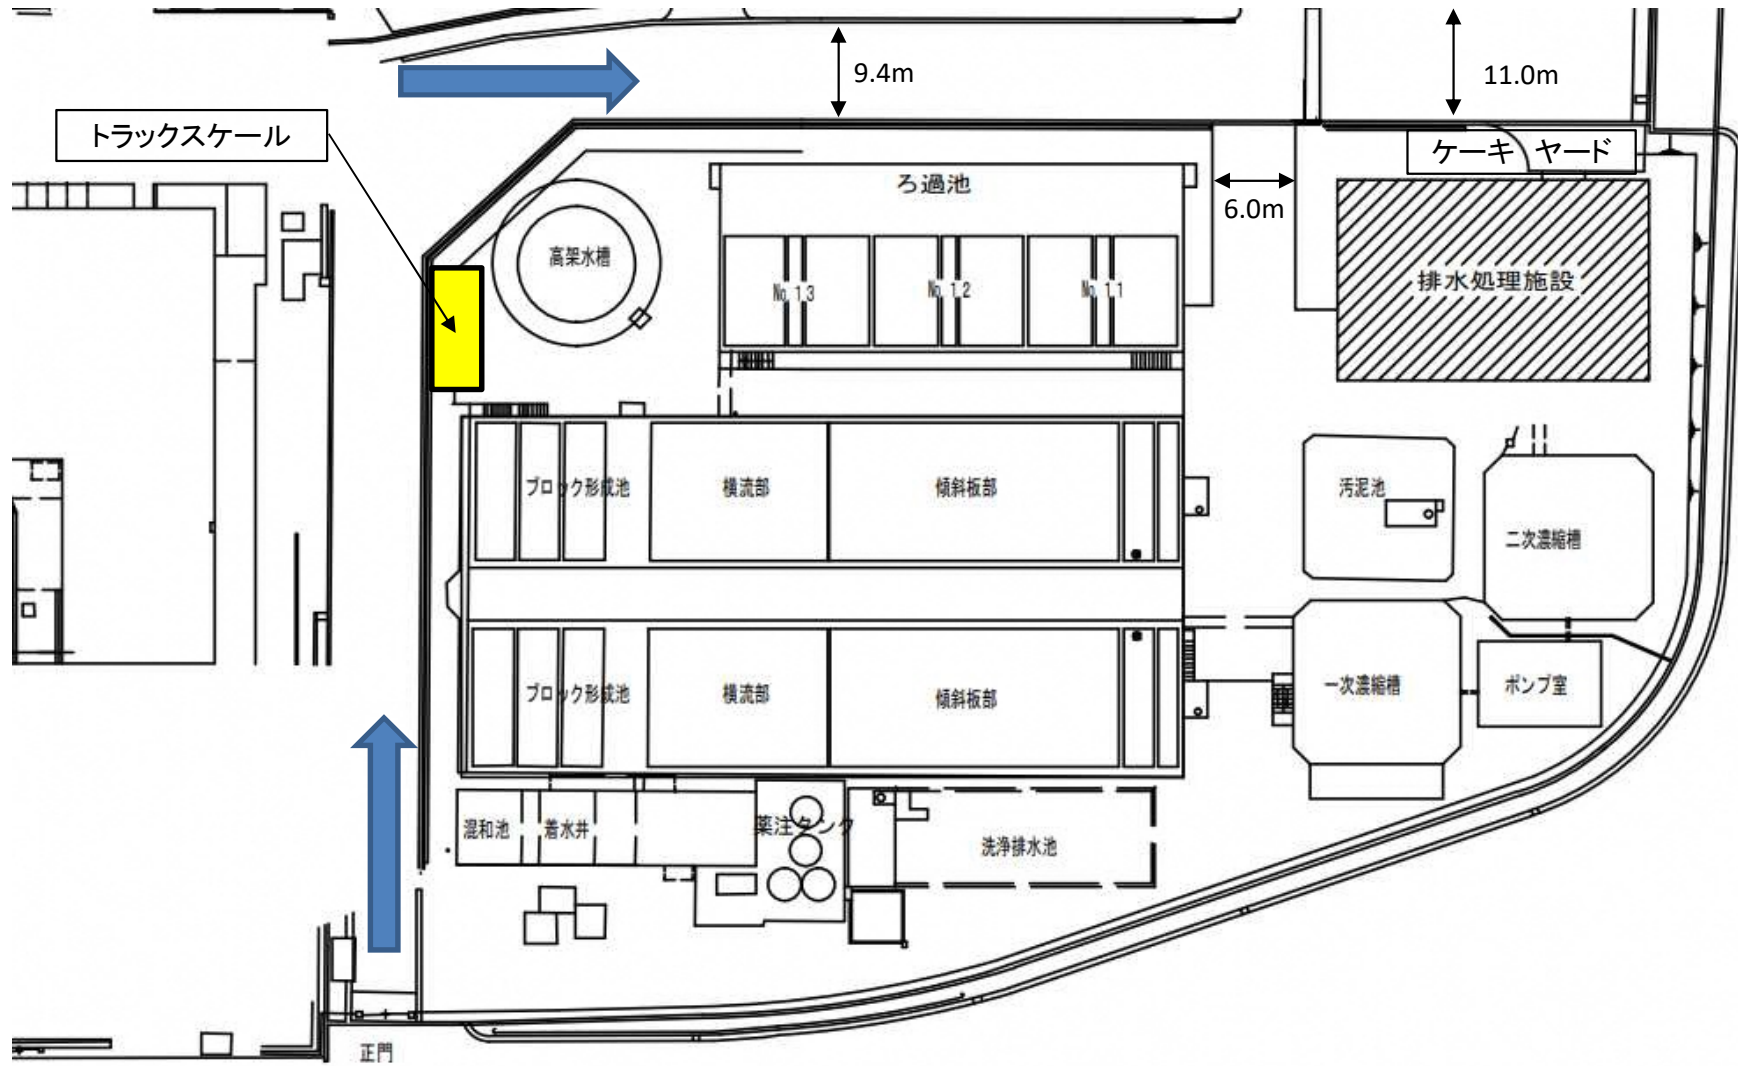 9.4m
11.0m
トラックスケール
ケーキ ヤード
ろ過池
6.0m
高架水槽
排水処理施設
No.13
No.12
No.11
ブロック形成池
横流部
傾斜板部
汚泥池
二次濃縮槽
ブロック形成池
横流部
傾斜板部
一次濃縮槽
ポンプ室
混和池
着水井
薬注タンク
洗浄排水池
正門